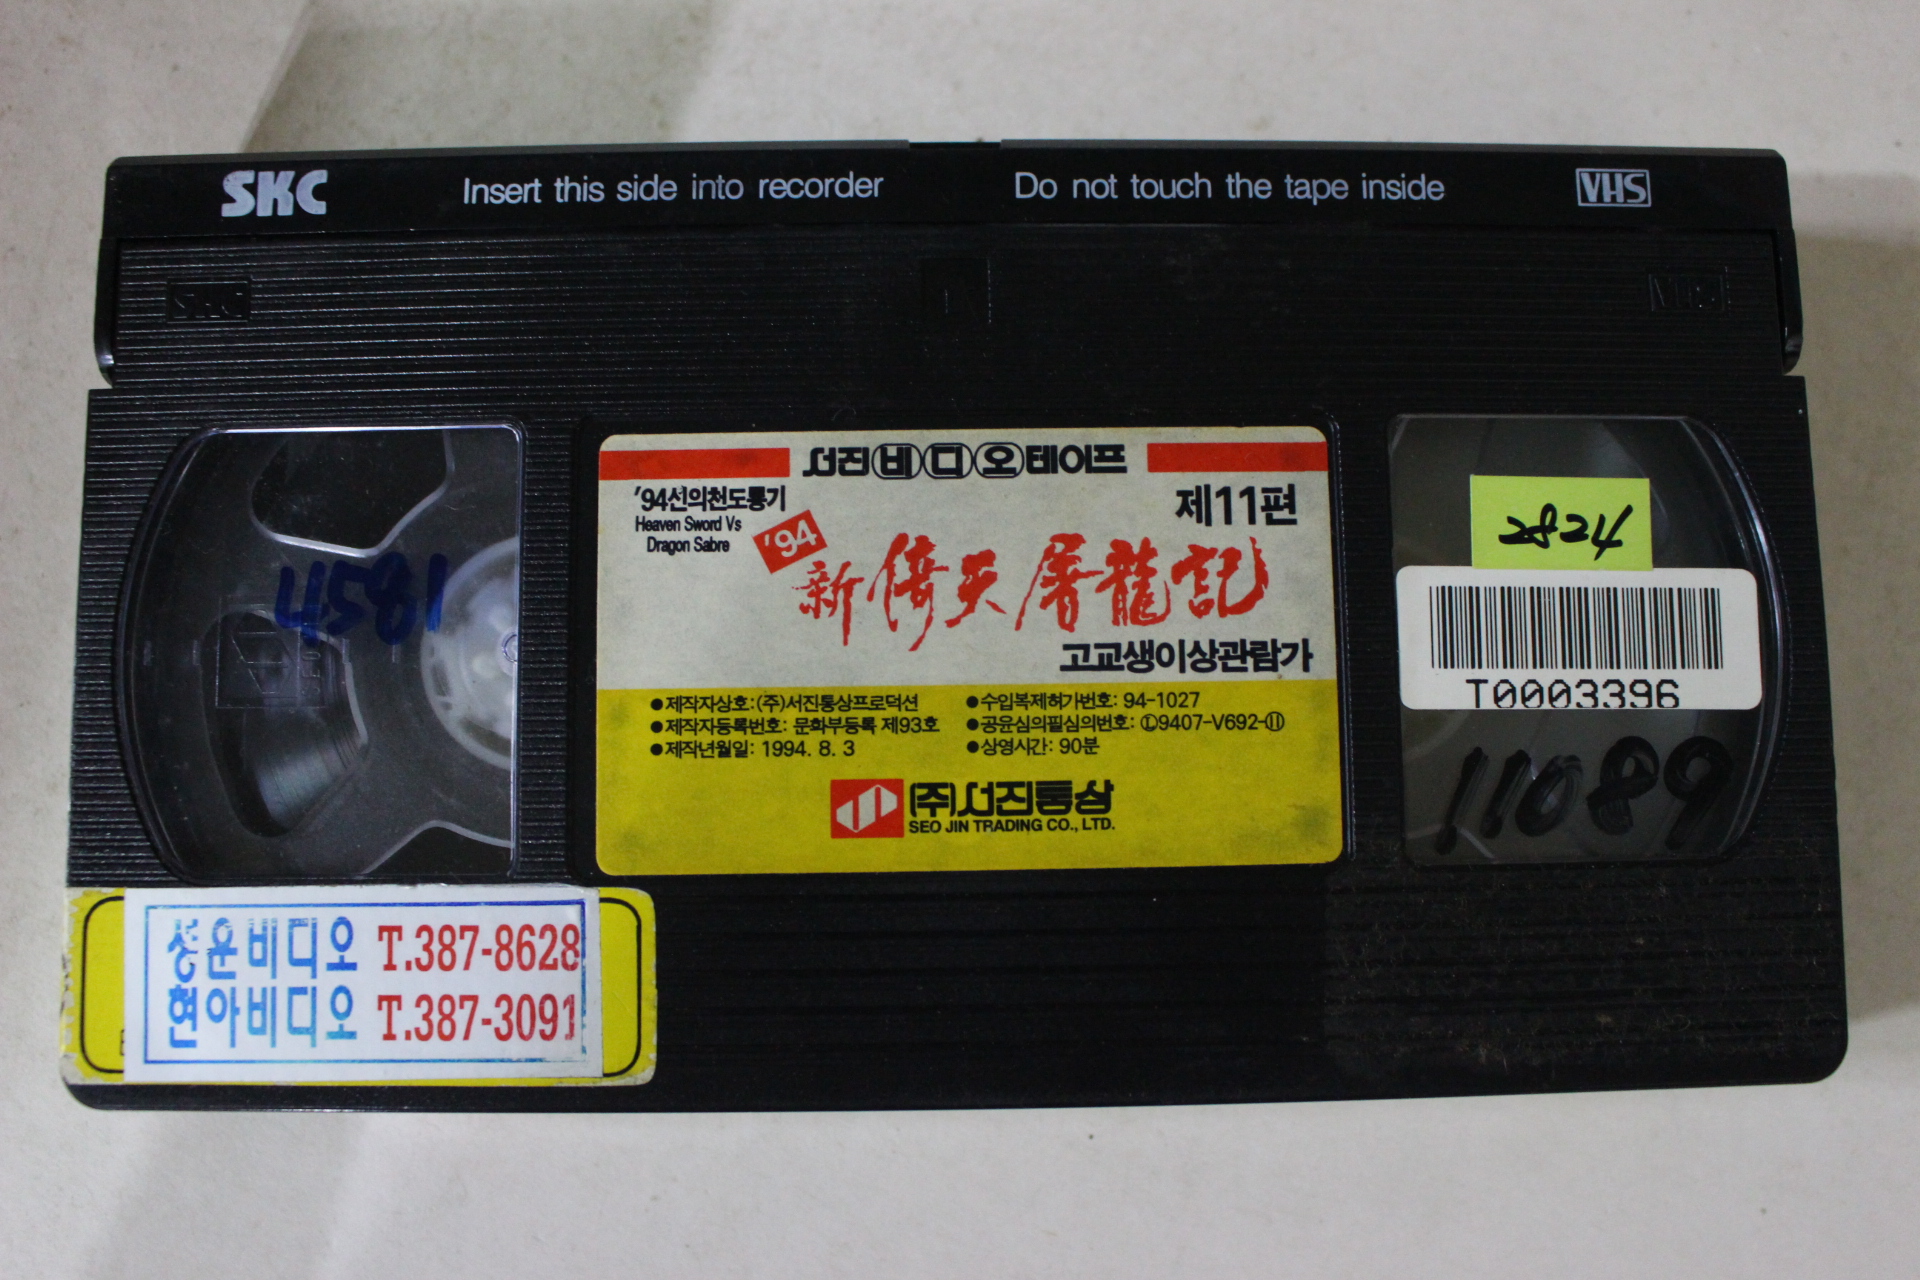 SKC Insert this side into recorder Do not touch the tape inside VHS
SKC VHS
서진비디오테이프
'94신의천도룡기
제11편
Heaven Sword Vs
Dragon Sabre
'94
新倚天屠龍記
고교생이상관람가
●제작자상호:(주)서진통상프로덕션
●제작자등록번호: 문화부등록 제93호
●제작년월일: 1994. 8. 3
●수입복제허가번호: 94-1027
●공윤심의필심의번호: Ⓛ9407-V692-⑪
●상영시간: 90분
(주)서진통상
SEO JIN TRADING CO., LTD.
4581
2824
T0003396
11089
성운비디오 T.387-8628
현아비디오 T.387-3091